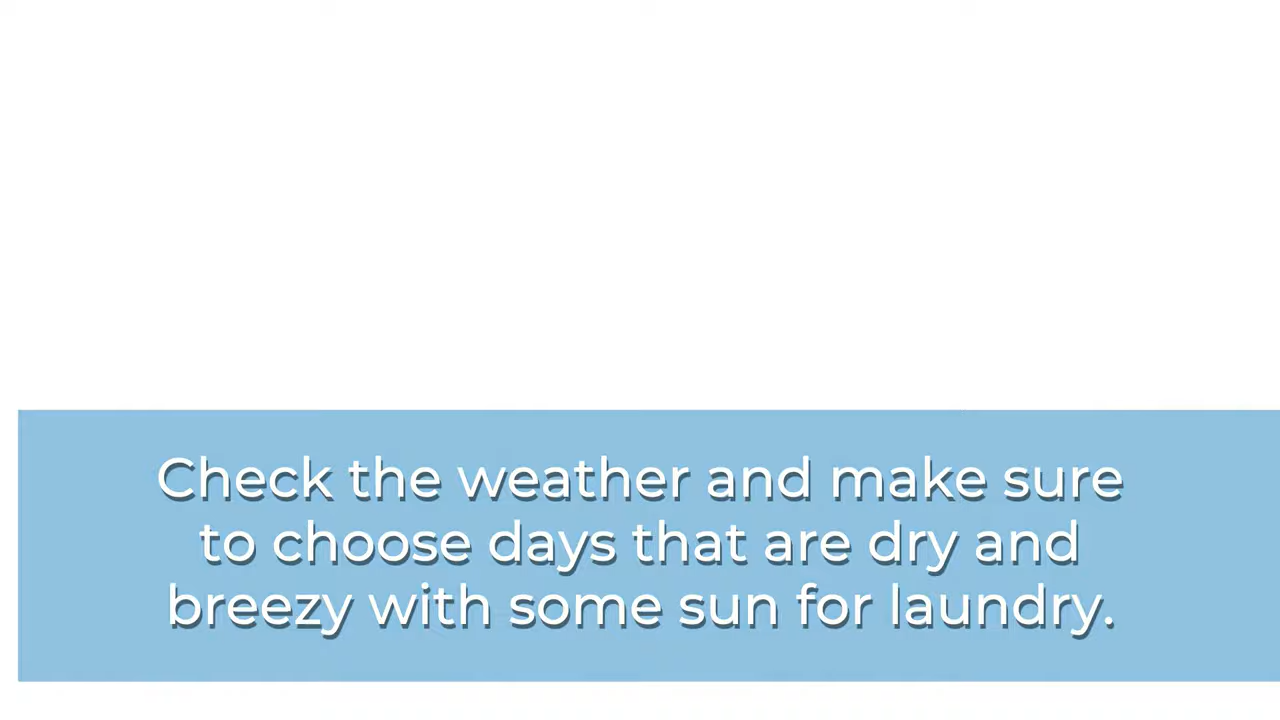 Check the weather and make sure
to choose days that are dry and
breezy with some sun for laundry.